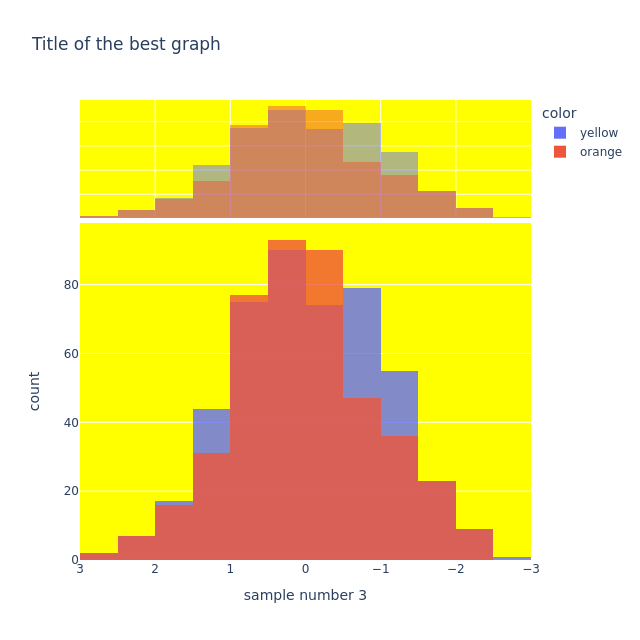 Title of the best graph
color
yellow
orange
80
60
40
20
0
count
3 2 1 0 −1 −2 −3
sample number 3